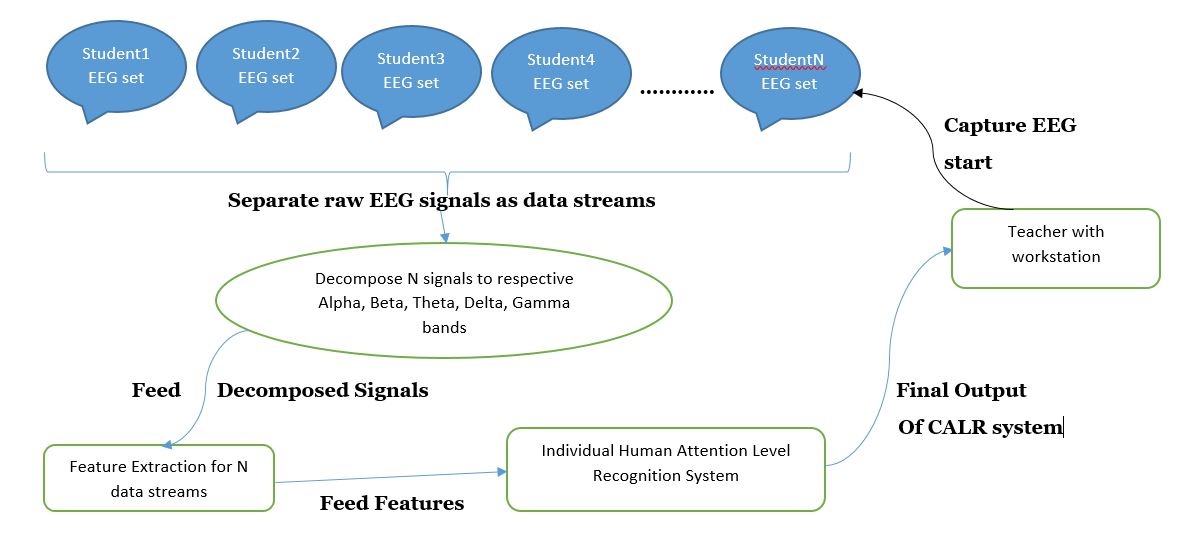 Student1
EEG set
Student2
EEG set
Student3
EEG set
Student4
EEG set
............
StudentN
EEG set
Capture EEG
start
Separate raw EEG signals as data streams
Teacher with
workstation
Decompose N signals to respective
Alpha, Beta, Theta, Delta, Gamma
bands
Feed Decomposed Signals
Final Output
Of CALR system
Feature Extraction for N
data streams
Feed Features
Individual Human Attention Level
Recognition System